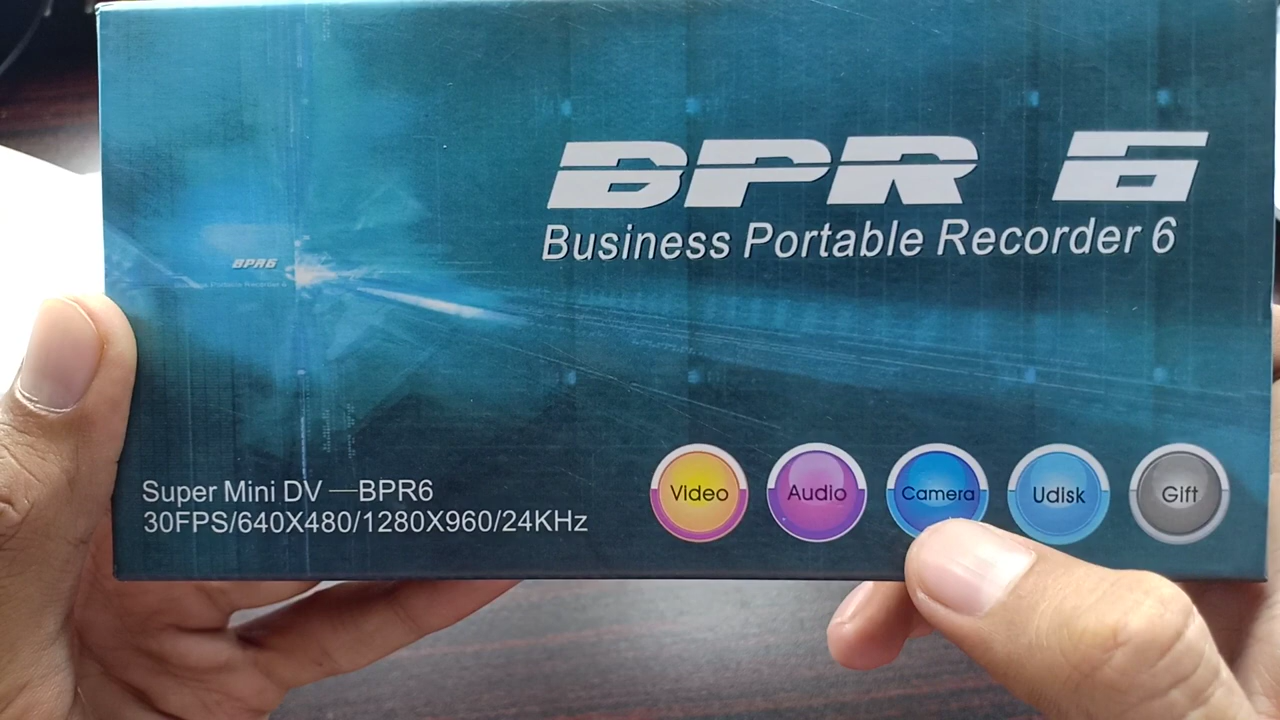 BPR 6
Business Portable Recorder 6
BPR6
Super Mini DV —BPR6
30FPS/640X480/1280X960/24KHz
Video
Audio
Camera
Udisk
Gift